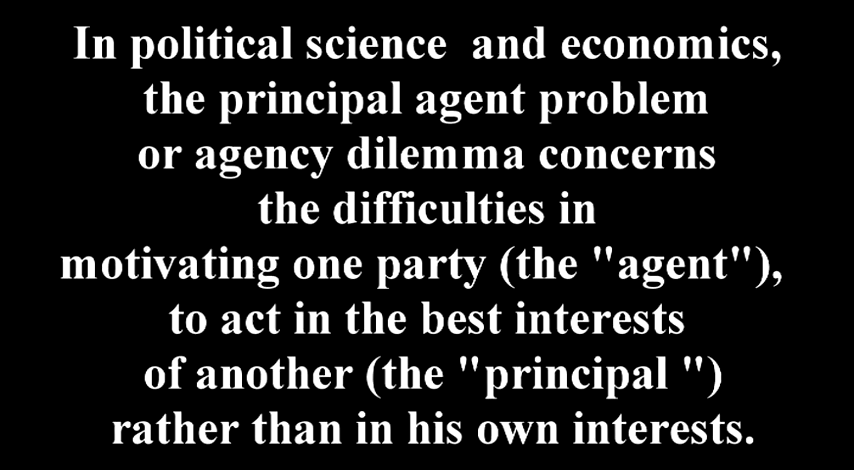 In political science  and economics,
the principal agent problem
or agency dilemma concerns
the difficulties in
motivating one party (the "agent"),
to act in the best interests
of another (the "principal ")
rather than in his own interests.